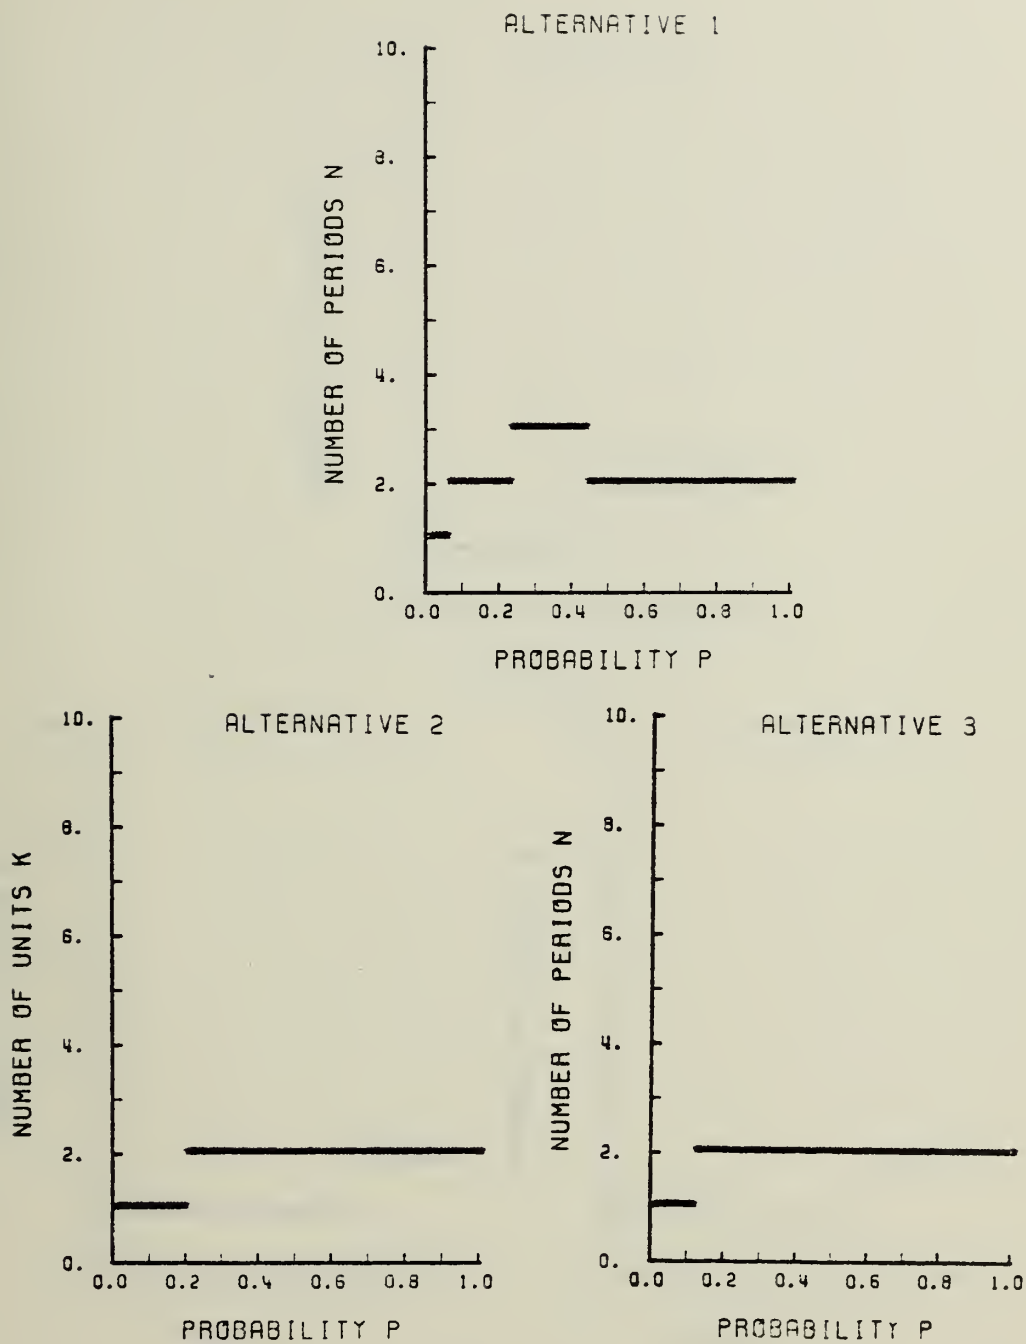 ALTERNATIVE 1
10.
8.
6.
4.
2.
0.
NUMBER OF PERIODS N
0.0 0.2 0.4 0.6 0.8 1.0
PROBABILITY P
ALTERNATIVE 2
10.
8.
6.
4.
2.
0.
NUMBER OF UNITS K
0.0 0.2 0.4 0.6 0.8 1.0
PROBABILITY P
ALTERNATIVE 3
10.
8.
6.
4.
2.
0.
NUMBER OF PERIODS N
0.0 0.2 0.4 0.6 0.8 1.0
PROBABILITY P